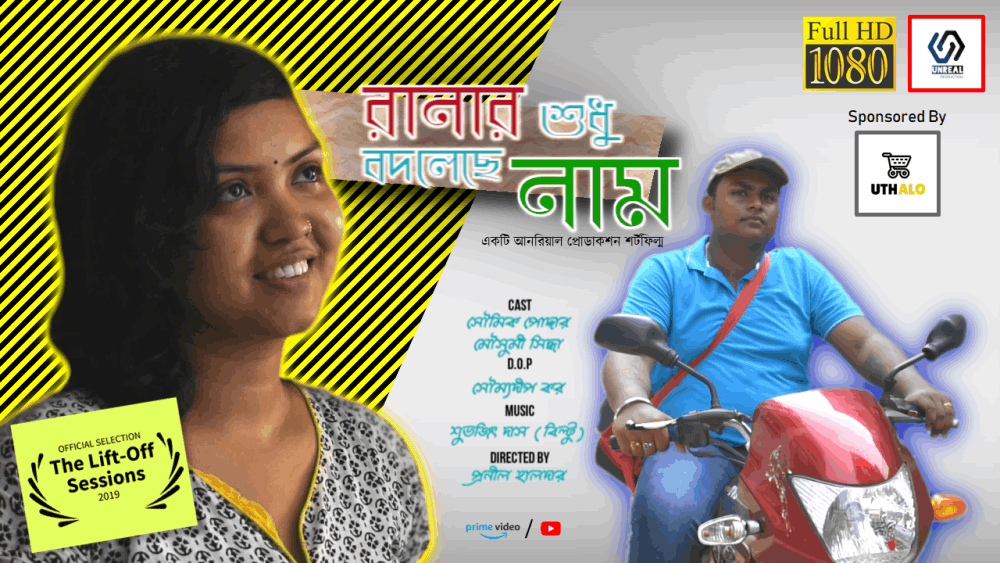 Full HD
1080
UNREAL
PRODUCTION
Sponsored By
UTHALO
রানার শুধু
বদলেছে নাম
একটি আনরিয়াল প্রোডাকশন শর্টফিল্ম
CAST
সৌমিক পোদ্দার
মৌসুমী সিদ্ধা
D.O.P
সৌম্যদীপ কর
MUSIC
শুভজিৎ দাস ( বিল্টু )
DIRECTED BY
প্রনীল হালদার
prime video /
OFFICIAL SELECTION
The Lift-Off
Sessions
2019